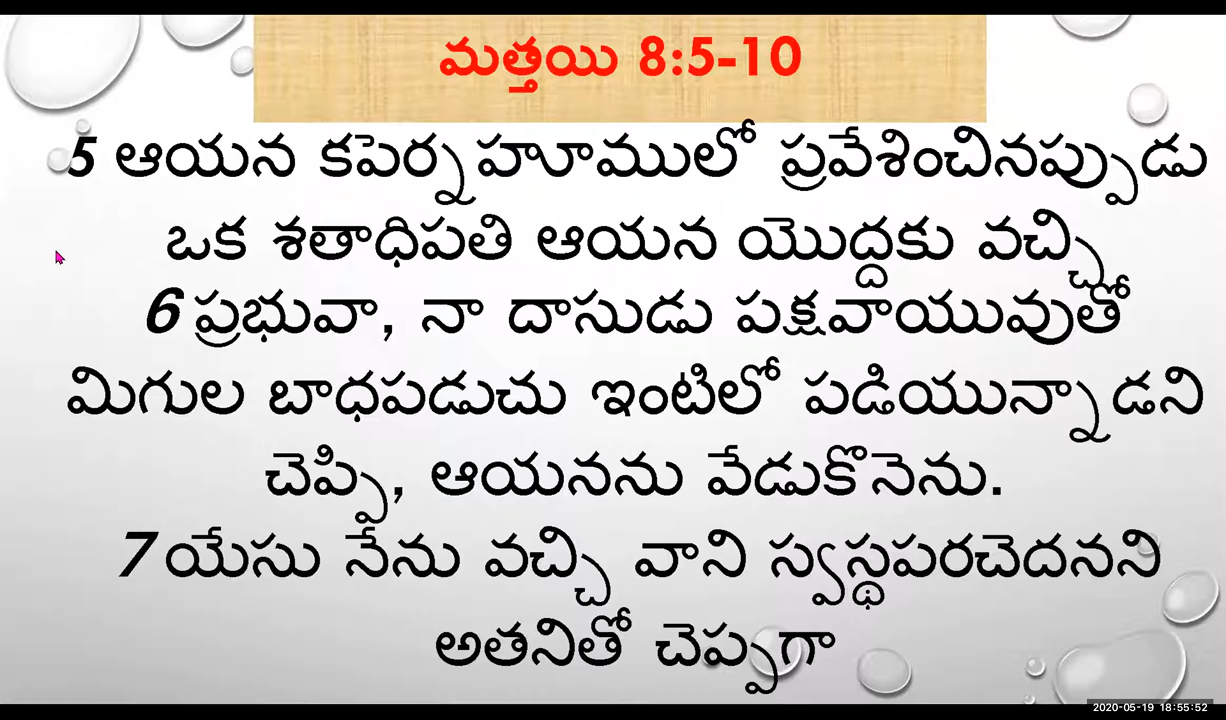 మత్తయి 8:5-10
5 ఆయన కపెర్నహూములో ప్రవేశించినప్పుడు
ఒక శతాధిపతి ఆయన యొద్దకు వచ్చి
6 ప్రభువా, నా దాసుడు పక్షవాయువుతో
మిగుల బాధపడుచు ఇంటిలో పడియున్నాడని
చెప్పి, ఆయనను వేడుకొనెను.
7 యేసు నేను వచ్చి వాని స్వస్థపరచెదనని
అతనితో చెప్పగా
2020-05-19 18:55:52